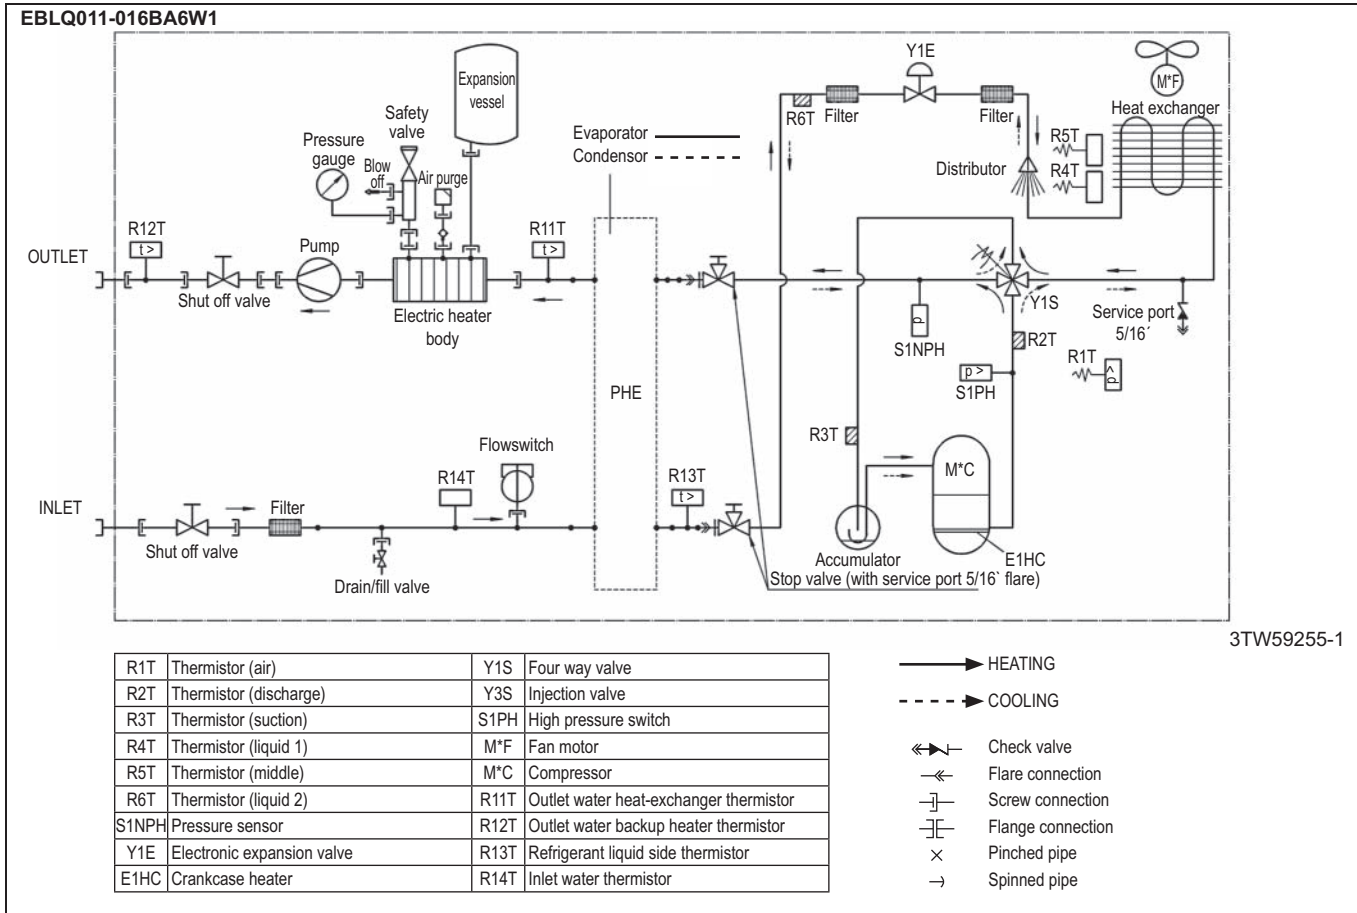 EBLQ011-016BA6W1
Y1E
M*F
Expansion
vessel
Safety
valve
Pressure
gauge
Blow
off
Air purge
Evaporator
Condensor
R6T
Filter
Filter
Heat exchanger
R5T
R4T
Distributor
R12T
t >
R11T
t >
OUTLET
Pump
Shut off valve
Electric heater
body
Y1S
Service port
5/16´
p
S1NPH
R2T
R1T
p >
p >
S1PH
PHE
R3T
M*C
Flowswitch
R14T
R13T
t >
INLET
Filter
Shut off valve
Drain/fill valve
Accumulator
E1HC
Stop valve (with service port 5/16` flare)
3TW59255-1
R1T Thermistor (air) Y1S Four way valve
R2T Thermistor (discharge) Y3S Injection valve
R3T Thermistor (suction) S1PH High pressure switch
R4T Thermistor (liquid 1) M*F Fan motor
R5T Thermistor (middle) M*C Compressor
R6T Thermistor (liquid 2) R11T Outlet water heat-exchanger thermistor
S1NPH Pressure sensor R12T Outlet water backup heater thermistor
Y1E Electronic expansion valve R13T Refrigerant liquid side thermistor
E1HC Crankcase heater R14T Inlet water thermistor
HEATING
COOLING
Check valve
Flare connection
Screw connection
Flange connection
Pinched pipe
Spinned pipe